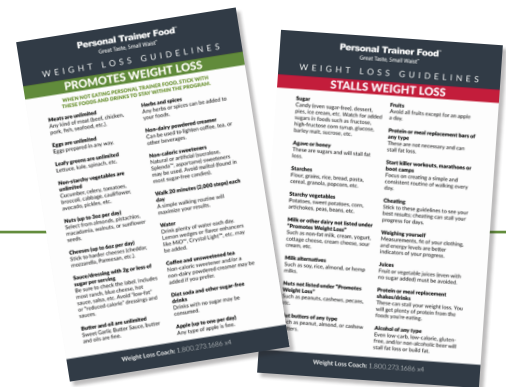 Personal Trainer Food
Great Taste, Small Waist
WEIGHT LOSS GUIDELINES
PROMOTES WEIGHT LOSS
WHEN NOT EATING PERSONAL TRAINER FOOD, STICK WITH
THESE FOODS AND DRINKS TO STAY WITHIN THE PROGRAM.
Meats are unlimited
Any kind of meat (beef, chicken,
pork, fish, seafood, etc.).
Eggs are unlimited
Eggs prepared in any way.
Leafy greens are unlimited
Lettuce, kale, spinach, etc.
Non-starchy vegetables are
unlimited
Cucumber, celery, tomatoes,
broccoli, cabbage, cauliflower,
avocado, pickles, etc.
Nuts (up to 3oz per day)
Select from almonds, pistachio,
macadamia, walnuts, or sunflower
seeds.
Cheeses (up to 6oz per day)
Stick to harder cheeses (cheddar,
mozzarella, Parmesan, etc.).
Sauce/dressing with 2g or less of
sugar per serving
Be sure to check the label. Includes
most ranch, blue cheese, hot
sauce, salsa, etc. Avoid "low-fat"
or "reduced-calorie" dressings and
sauces.
Butter and oil are unlimited
Sweet Garlic Butter Sauce, butter
and oils are fine.
Herbs and spices
Any herbs or spices can be added to
your foods.
Non-dairy powdered creamer
Can be used to lighten coffee, tea, or
other beverages.
Non-caloric sweeteners
Natural or artificial (sucralose,
Splenda™, aspartame) sweeteners
may be used. Avoid maltitol (found in
most sugar-free candies).
Walk 20 minutes (2,000 steps) each
day
A simple walking routine will
maximize your results.
Water
Drink plenty of water each day.
Lemon wedges or flavor enhancers
like MiO™, Crystal Light™, etc. may
be added.
Coffee and unsweetened tea
Non-caloric sweetener and/or a
non-dairy powdered creamer may be
added if you prefer.
Diet soda and other sugar-free
drinks
Drinks with no sugar may be
consumed.
Apple (up to one per day)
Any type of apple is fine.
Weight Loss Coach: 1.800.273.1686 x4
Personal Trainer Food
Great Taste, Small Waist
WEIGHT LOSS GUIDELINES
STALLS WEIGHT LOSS
Sugar
Candy (even sugar-free), dessert,
pies, ice cream, etc. Watch for added
sugars in foods such as fructose,
high-fructose corn syrup, glucose,
barley malt, sucrose, etc.
Agave or honey
These are sugars and will stall fat
loss.
Starches
Flour, grains, rice, bread, pasta,
cereal, granola, popcorn, etc.
Starchy vegetables
Potatoes, sweet potatoes, corn,
artichokes, peas, beans, etc.
Milk or other dairy not listed under
"Promotes Weight Loss"
Such as non-fat milk, cream, yogurt,
cottage cheese, cream cheese, sour
cream, etc.
Milk alternatives
Such as soy, rice, almond, or hemp
milks.
Nuts not listed under "Promotes
Weight Loss"
Such as peanuts, cashews, pecans,
etc.
butters of any type
as peanut, almond, or cashew
Fruits
Avoid all fruits except for an apple
a day.
Protein or meal replacement bars of
any type
These are not necessary and can
stall fat loss.
Start killer workouts, marathons or
boot camps
Focus on creating a simple and
consistent routine of walking every
day.
Cheating
Stick to these guidelines to see your
best results; cheating can stall your
progress for days.
Weighing yourself
Measurements, fit of your clothing,
and energy levels are better
indicators of your progress.
Juices
Fruit or vegetable juices (even with
no sugar added) must be avoided.
Protein or meal replacement
shakes/drinks
These can stall your weight loss. You
will get plenty of protein from the
foods you're eating.
Alcohol of any type
Even low-carb, low-calorie, gluten-
free, and/or non-alcoholic beer will
stall fat loss or build fat.
Weight Loss Coach: 1.800.273.1686 x4